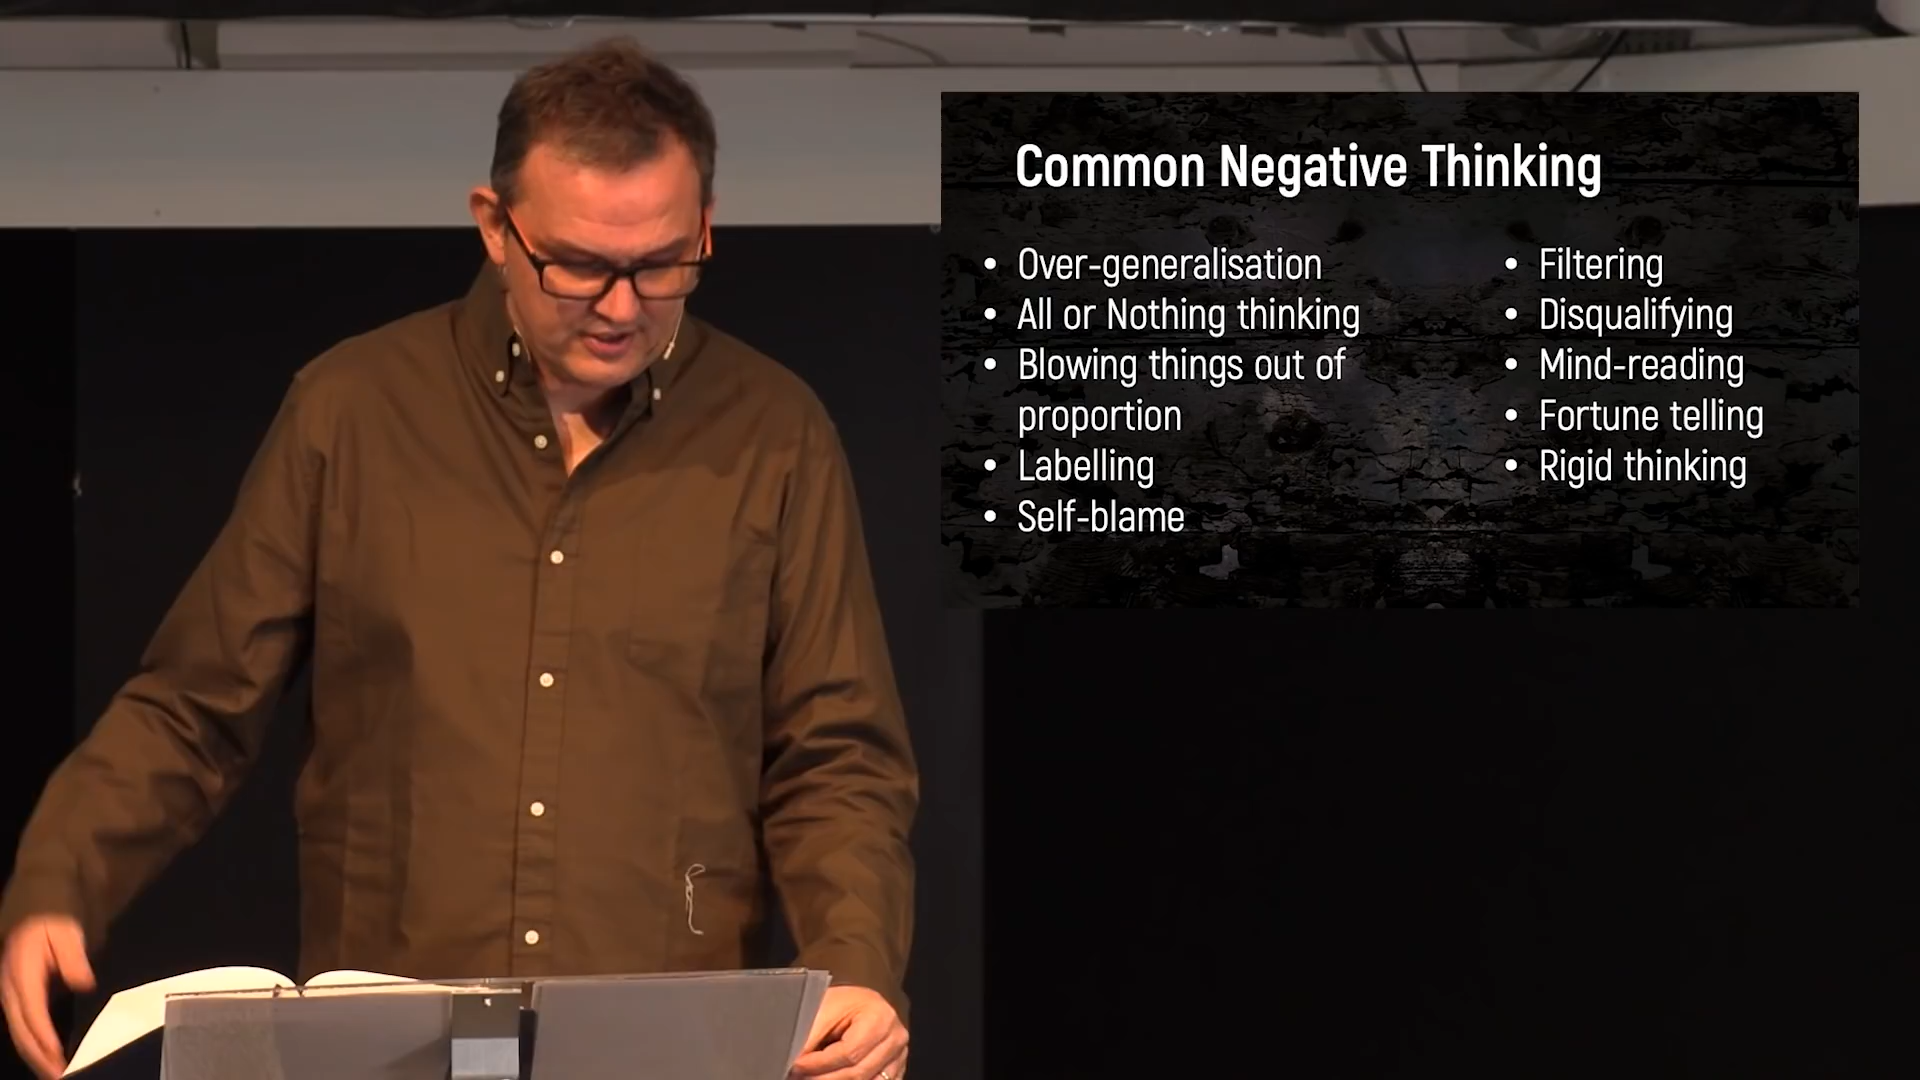 Common Negative Thinking
• Over-generalisation
• All or Nothing thinking
• Blowing things out of
proportion
• Labelling
• Self-blame
• Filtering
• Disqualifying
• Mind-reading
• Fortune telling
• Rigid thinking